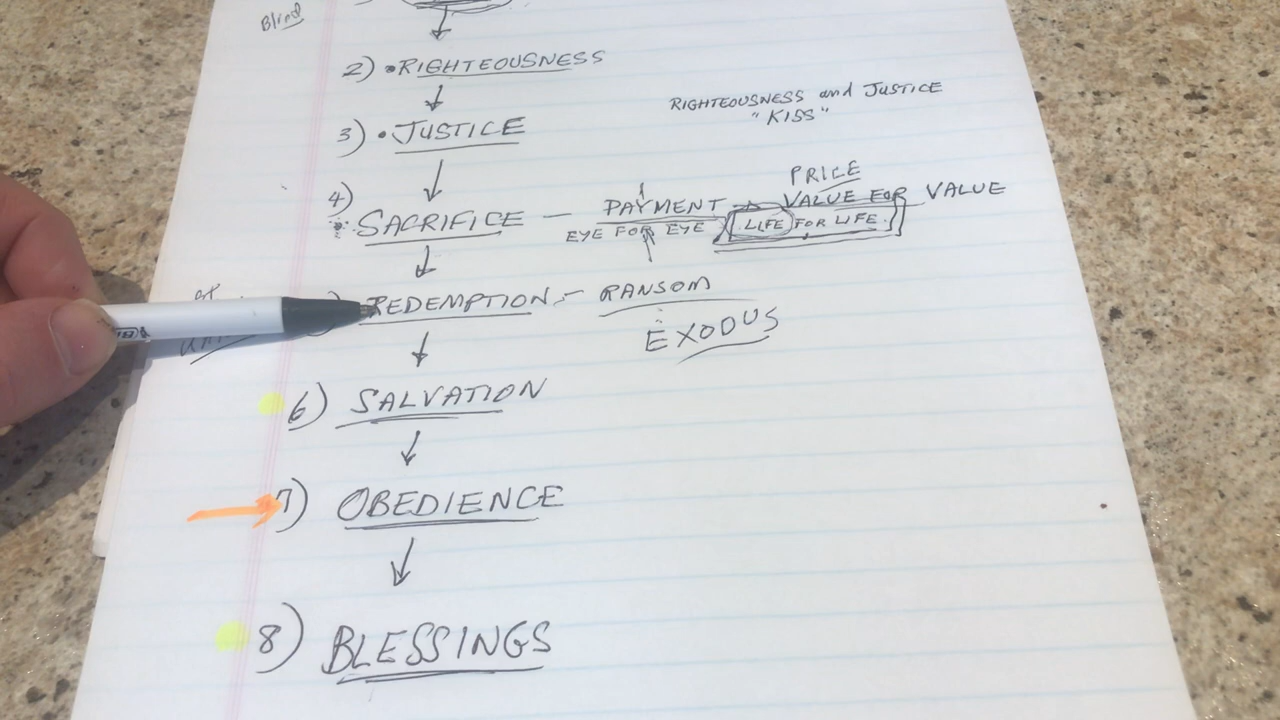 Blind
2) • RIGHTEOUSNESS
RIGHTEOUSNESS and JUSTICE
"KISS"
3) • JUSTICE
PRICE
4) SACRIFICE — PAYMENT VALUE FOR VALUE
EYE FOR EYE LIFE FOR LIFE.
) REDEMPTION — RANSOM
EXODUS
6) SALVATION
7) OBEDIENCE
8) BLESSINGS